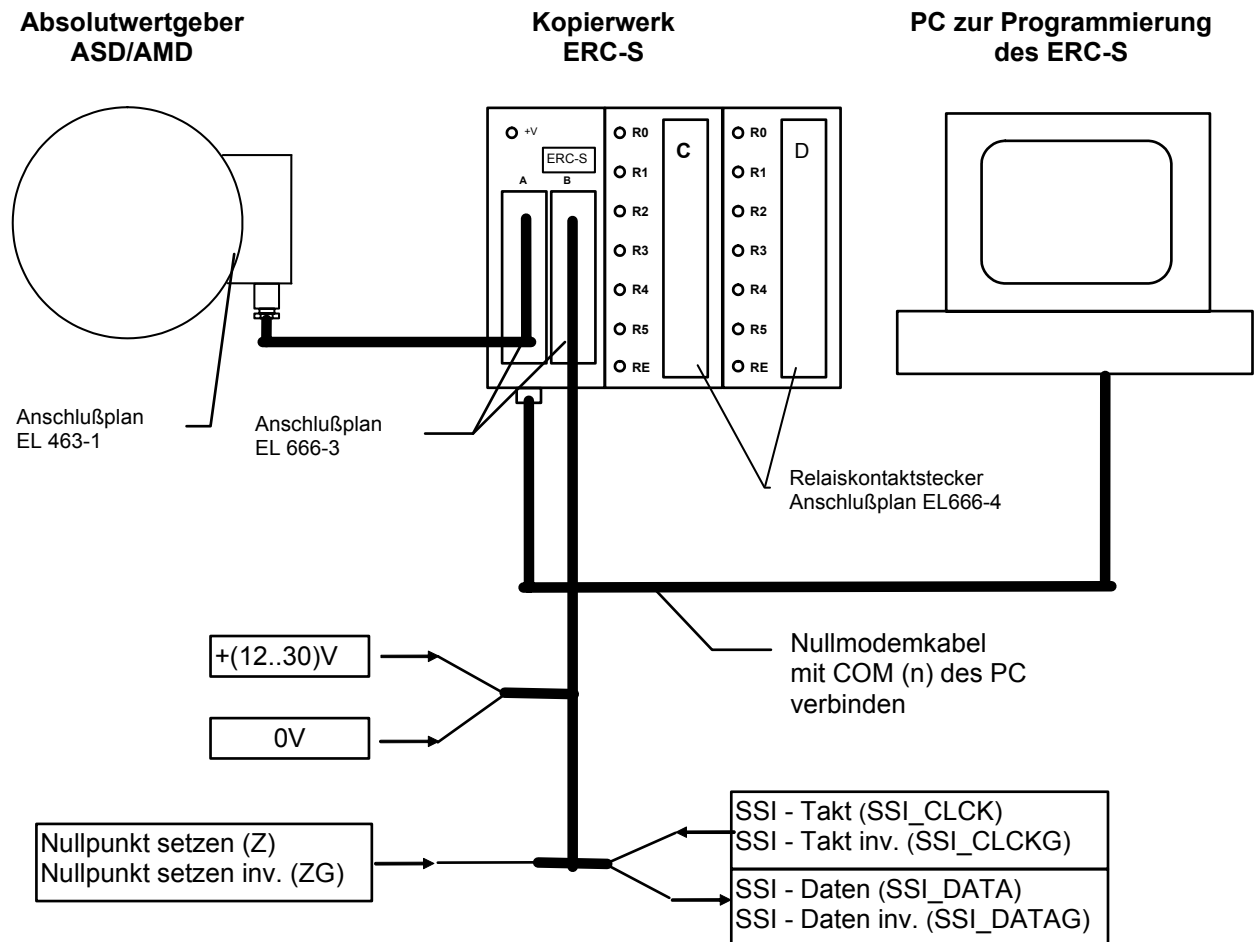 Absolutwertgeber
ASD/AMD
Kopierwerk
ERC-S
PC zur Programmierung
des ERC-S
+V
ERC-S
A
B
R0
R1
R2
R3
R4
R5
RE
C
R0
R1
R2
R3
R4
R5
RE
D
Anschlußplan
EL 463-1
Anschlußplan
EL 666-3
Relaiskontaktstecker
Anschlußplan EL666-4
Nullmodemkabel
mit COM (n) des PC
verbinden
+(12..30)V
0V
Nullpunkt setzen (Z)
Nullpunkt setzen inv. (ZG)
SSI - Takt (SSI_CLCK)
SSI - Takt inv. (SSI_CLCKG)
SSI - Daten (SSI_DATA)
SSI - Daten inv. (SSI_DATAG)